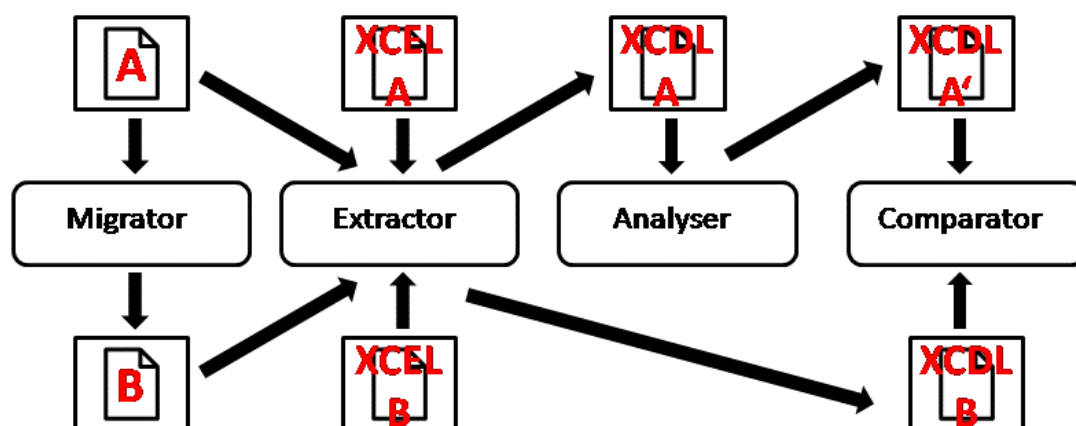 A
XCEL
A
XCDL
A
XCDL
A‘
Migrator
Extractor
Analyser
Comparator
B
XCEL
B
XCDL
B